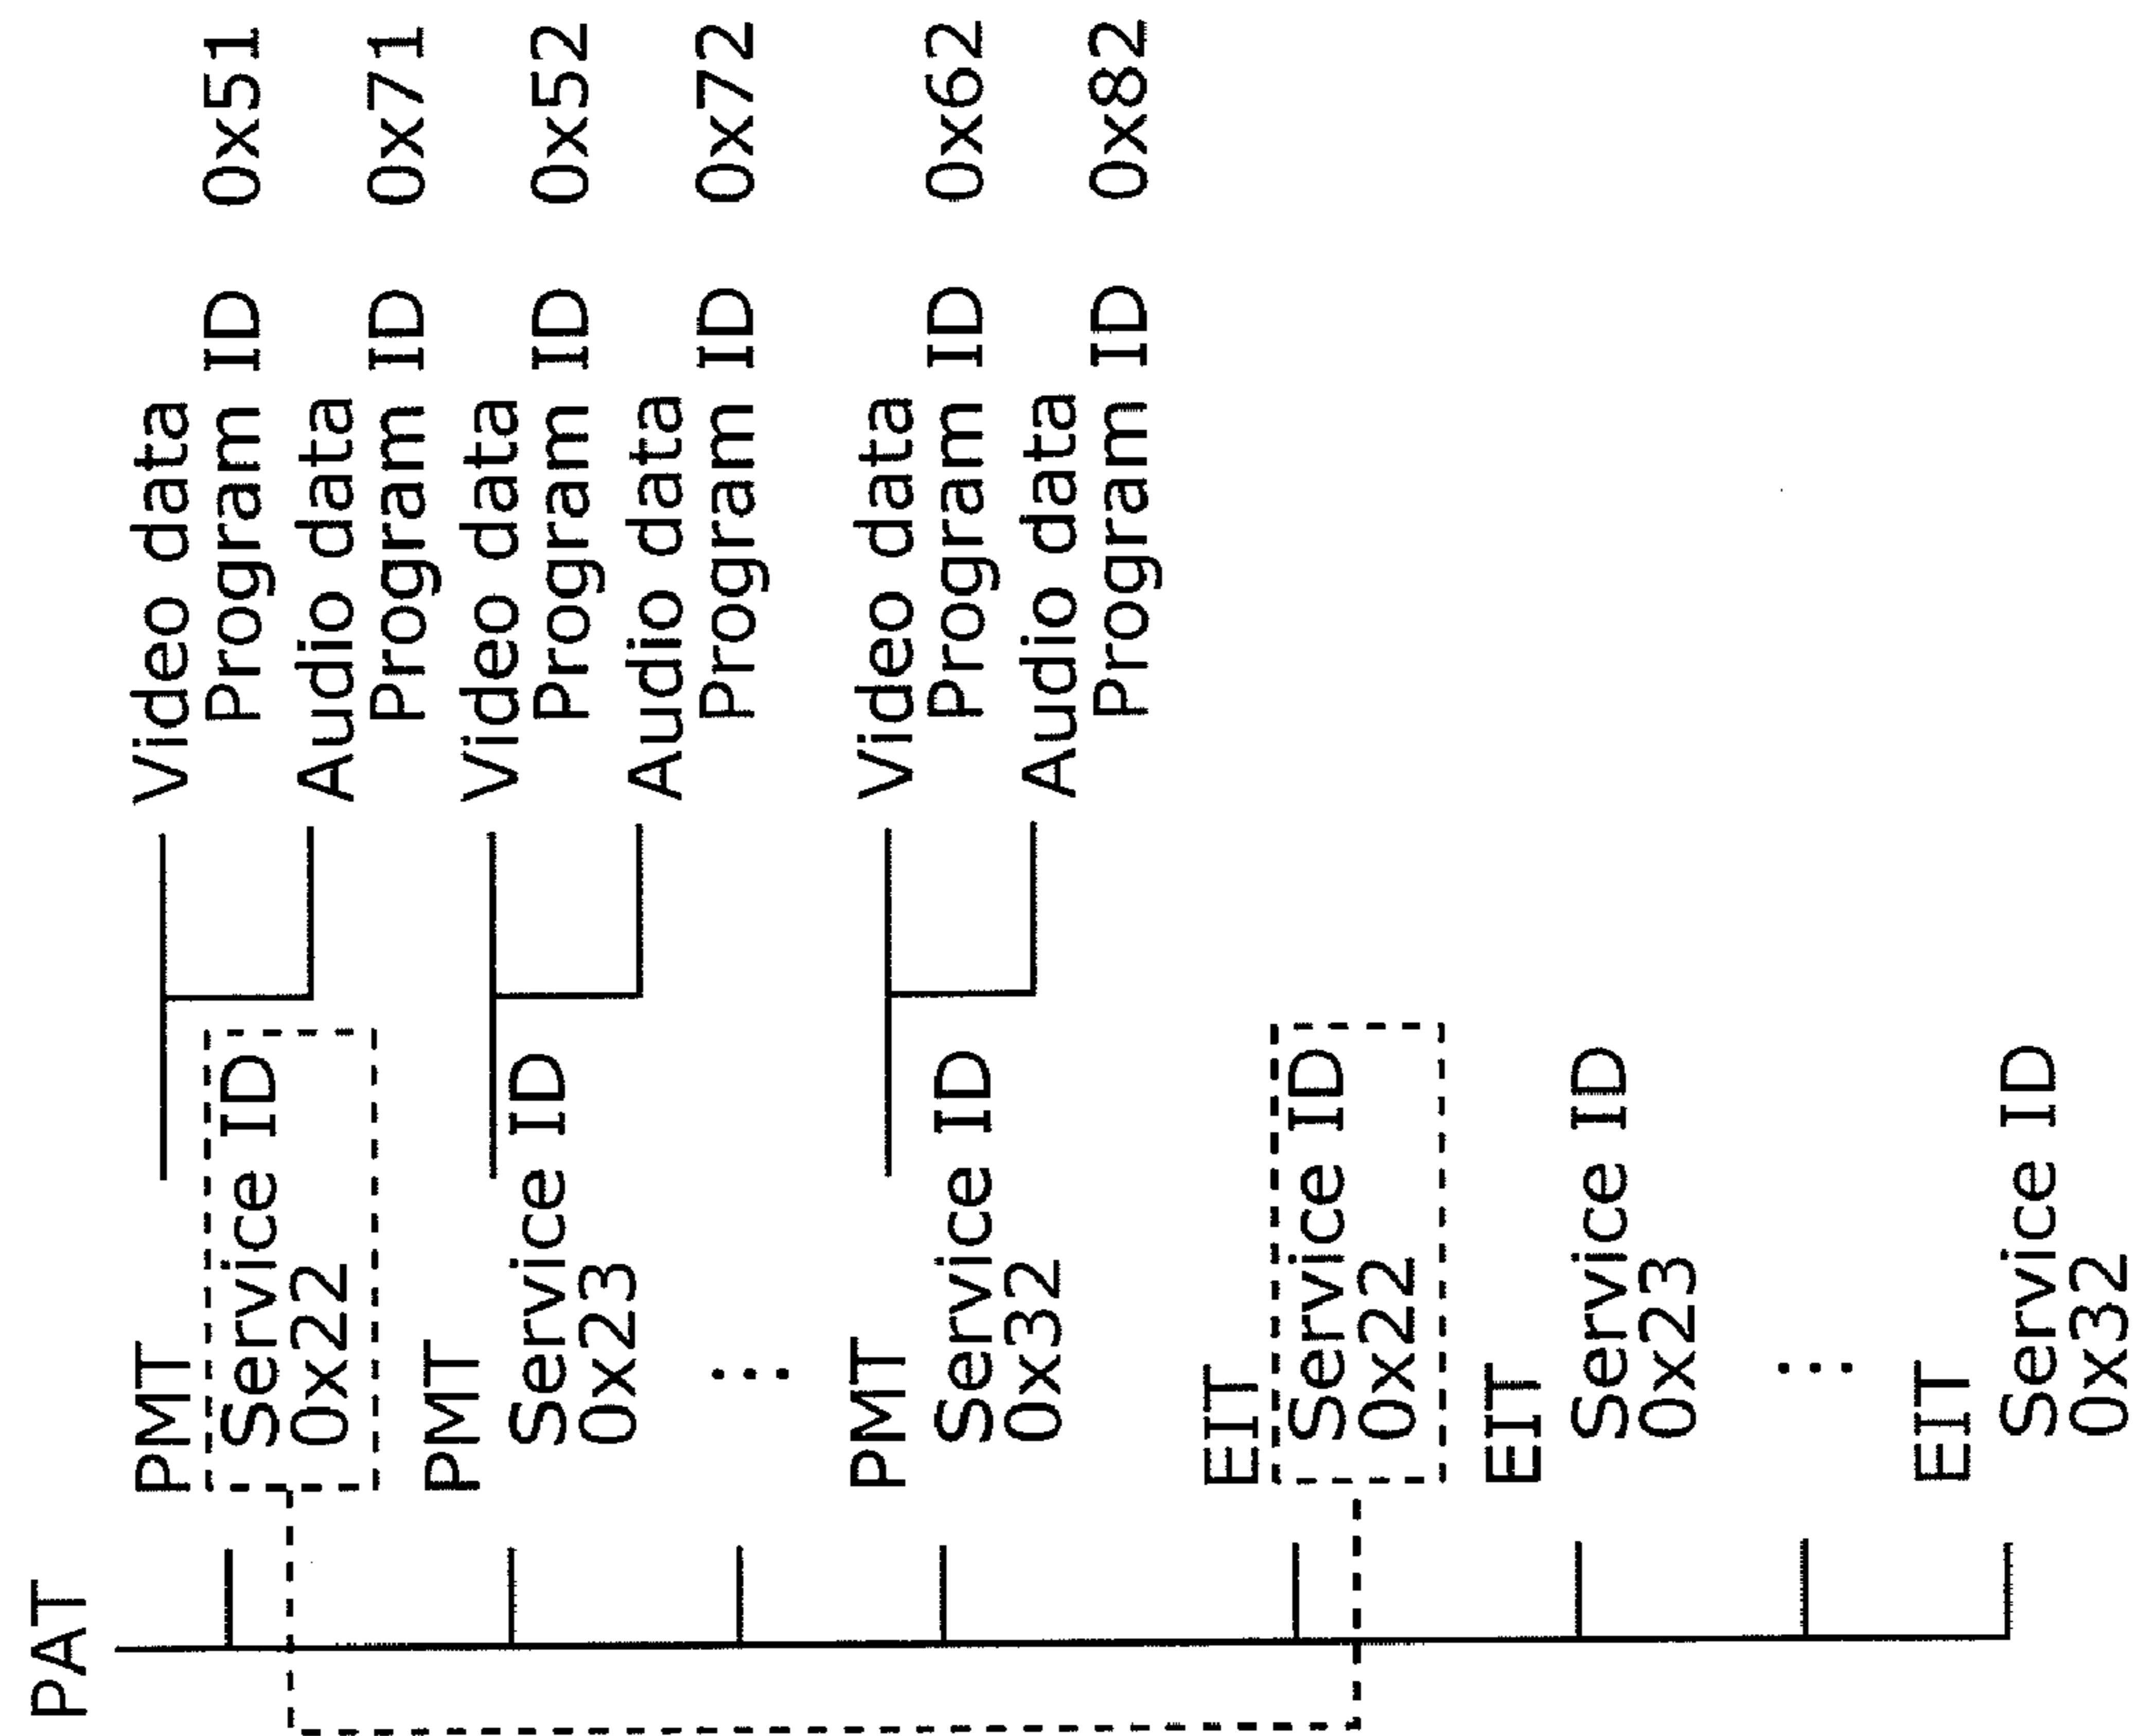 PAT
PMT
Service ID
0x22
Video data
Program ID 0x51
Audio data
Program ID 0x71
PMT
Service ID
0x23
Video data
Program ID 0x52
Audio data
Program ID 0x72
⋮
PMT
Service ID
0x32
Video data
Program ID 0x62
Audio data
Program ID 0x82
EIT
Service ID
0x22
EIT
Service ID
0x23
⋮
EIT
Service ID
0x32